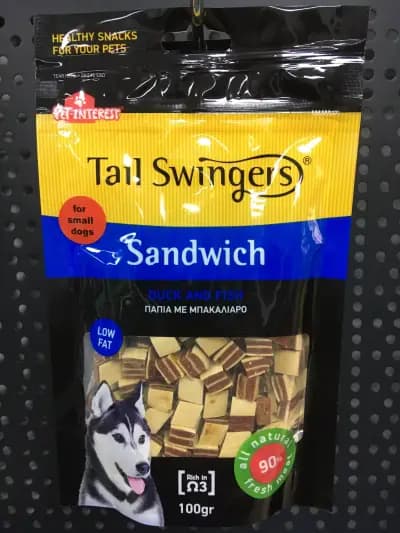 HEALTHY SNACKS
FOR YOUR PETS
PET INTEREST
Tail Swingers®
for
small
dogs
Sandwich
DUCK AND FISH
ΠΑΠΙΑ ΜΕ ΜΠΑΚΑΛΙΑΡΟ
LOW
FAT
all natural
90%
fresh meat
Rich In
Ω3
100gr